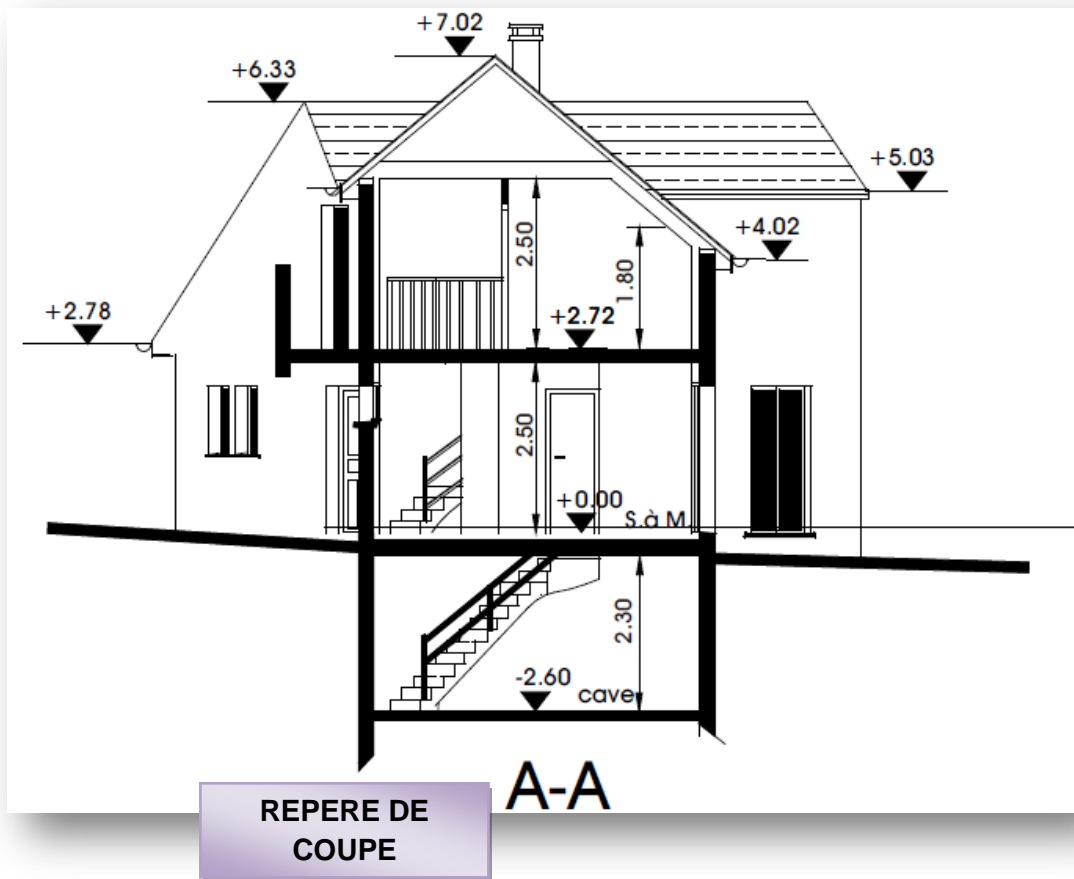 +7.02
+6.33
+5.03
+4.02
2.50
1.80
+2.78
+2.72
2.50
+0.00
S.à M.
2.30
-2.60
cave
A-A
REPERE DE
COUPE